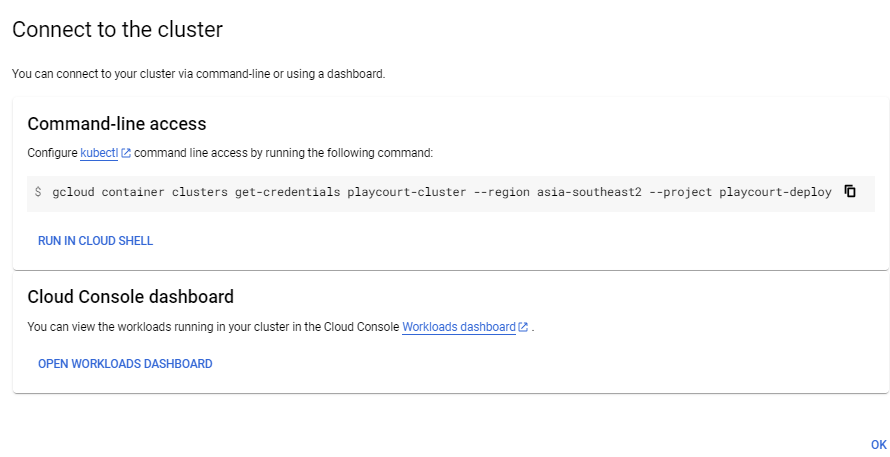 Connect to the cluster
You can connect to your cluster via command-line or using a dashboard.
Command-line access
Configure kubectl command line access by running the following command:
$ gcloud container clusters get-credentials playcourt-cluster --region asia-southeast2 --project playcourt-deploy
RUN IN CLOUD SHELL
Cloud Console dashboard
You can view the workloads running in your cluster in the Cloud Console Workloads dashboard .
OPEN WORKLOADS DASHBOARD
OK